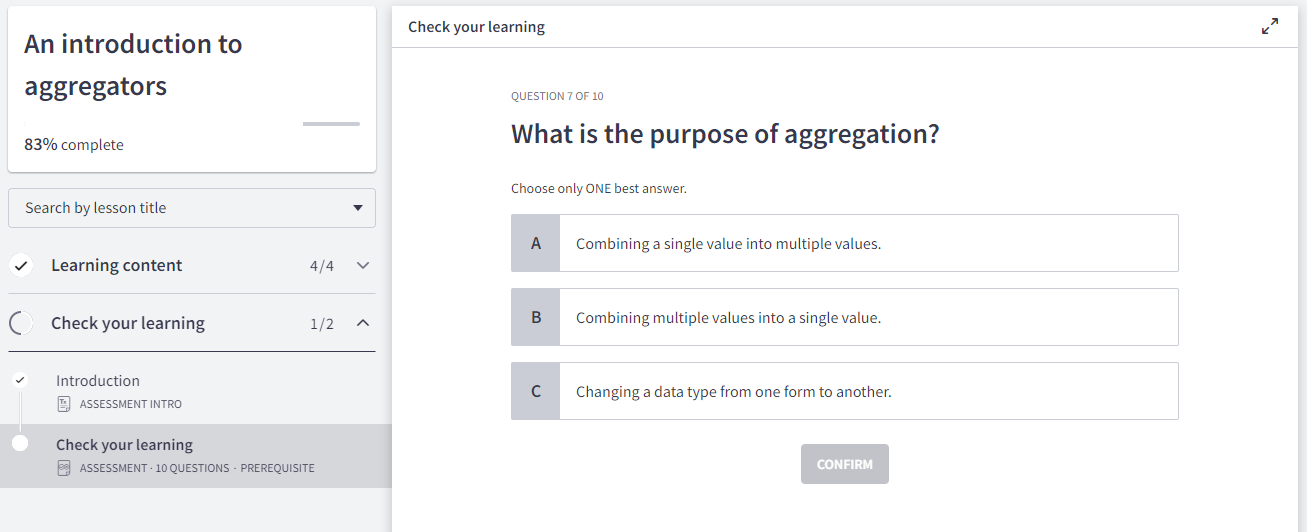 An introduction to
aggregators
83% complete
Search by lesson title
Learning content 4/4
Check your learning 1/2
Introduction
ASSESSMENT INTRO
Check your learning
ASSESSMENT · 10 QUESTIONS · PREREQUISITE
Check your learning
QUESTION 7 OF 10
What is the purpose of aggregation?
Choose only ONE best answer.
A Combining a single value into multiple values.
B Combining multiple values into a single value.
C Changing a data type from one form to another.
CONFIRM